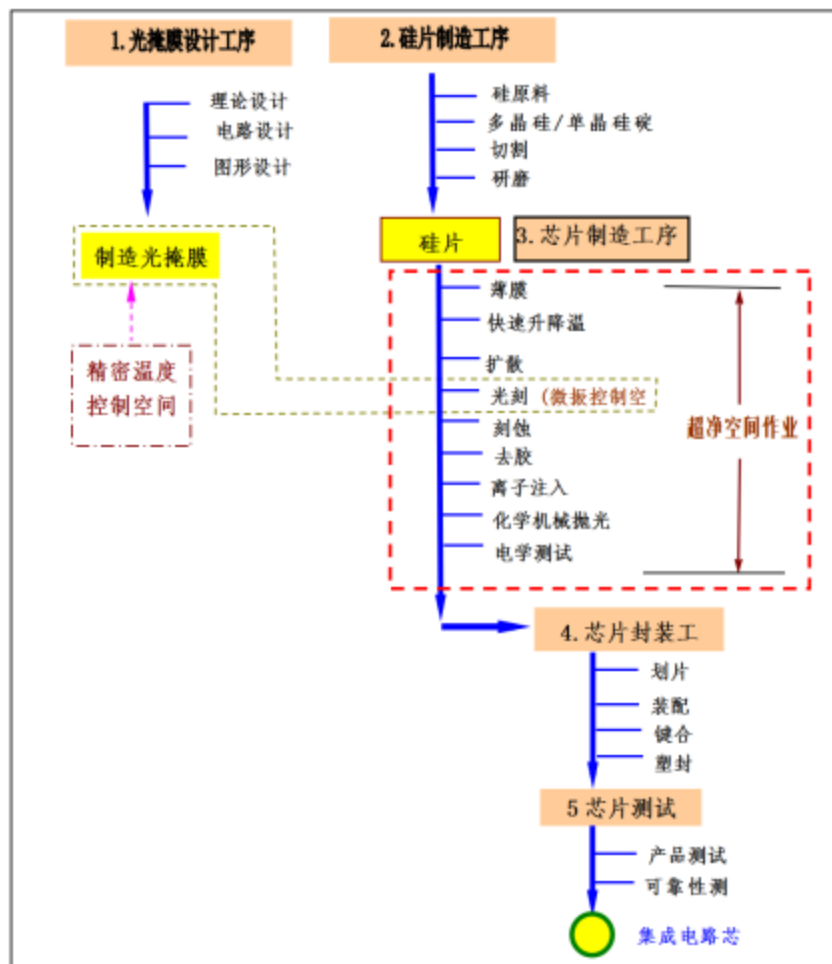 1.光掩膜设计工序
理论设计
电路设计
图形设计
制造光掩膜
精密温度
控制空间
2.硅片制造工序
硅原料
多晶硅/单晶硅碇
切割
研磨
硅片
3.芯片制造工序
薄膜
快速升降温
扩散
光刻 (微振控制空
刻蚀
去胶
离子注入
化学机械抛光
电学测试
超净空间作业
4.芯片封装工
划片
装配
键合
塑封
5芯片测试
产品测试
可靠性测
集成电路芯